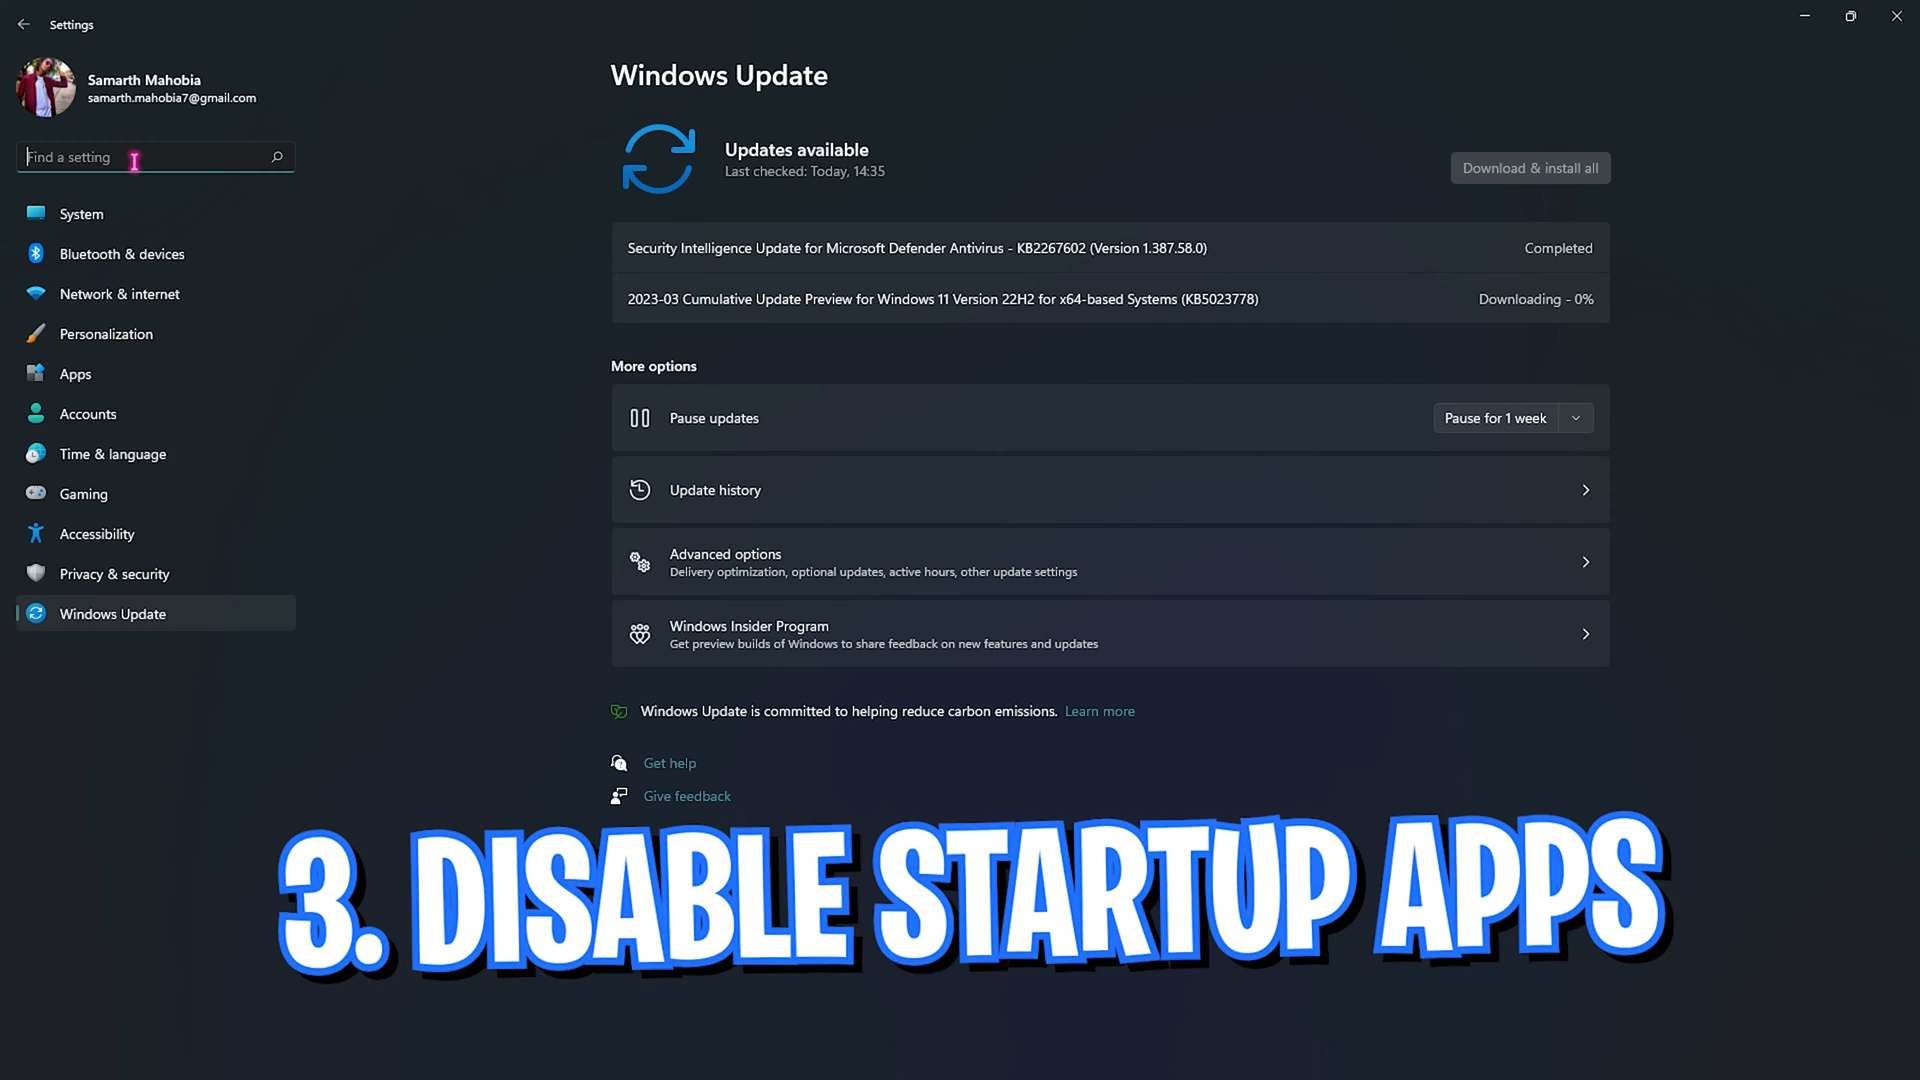 Settings
Samarth Mahobia
samarth.mahobia7@gmail.com
Find a setting
System
Bluetooth & devices
Network & internet
Personalization
Apps
Accounts
Time & language
Gaming
Accessibility
Privacy & security
Windows Update
Windows Update
Updates available
Last checked: Today, 14:35
Download & install all
Security Intelligence Update for Microsoft Defender Antivirus - KB2267602 (Version 1.387.58.0) Completed
2023-03 Cumulative Update Preview for Windows 11 Version 22H2 for x64-based Systems (KB5023778) Downloading - 0%
More options
Pause updates Pause for 1 week
Update history
Advanced options
Delivery optimization, optional updates, active hours, other update settings
Windows Insider Program
Get preview builds of Windows to share feedback on new features and updates
Windows Update is committed to helping reduce carbon emissions. Learn more
Get help
Give feedback
3. DISABLE STARTUP APPS